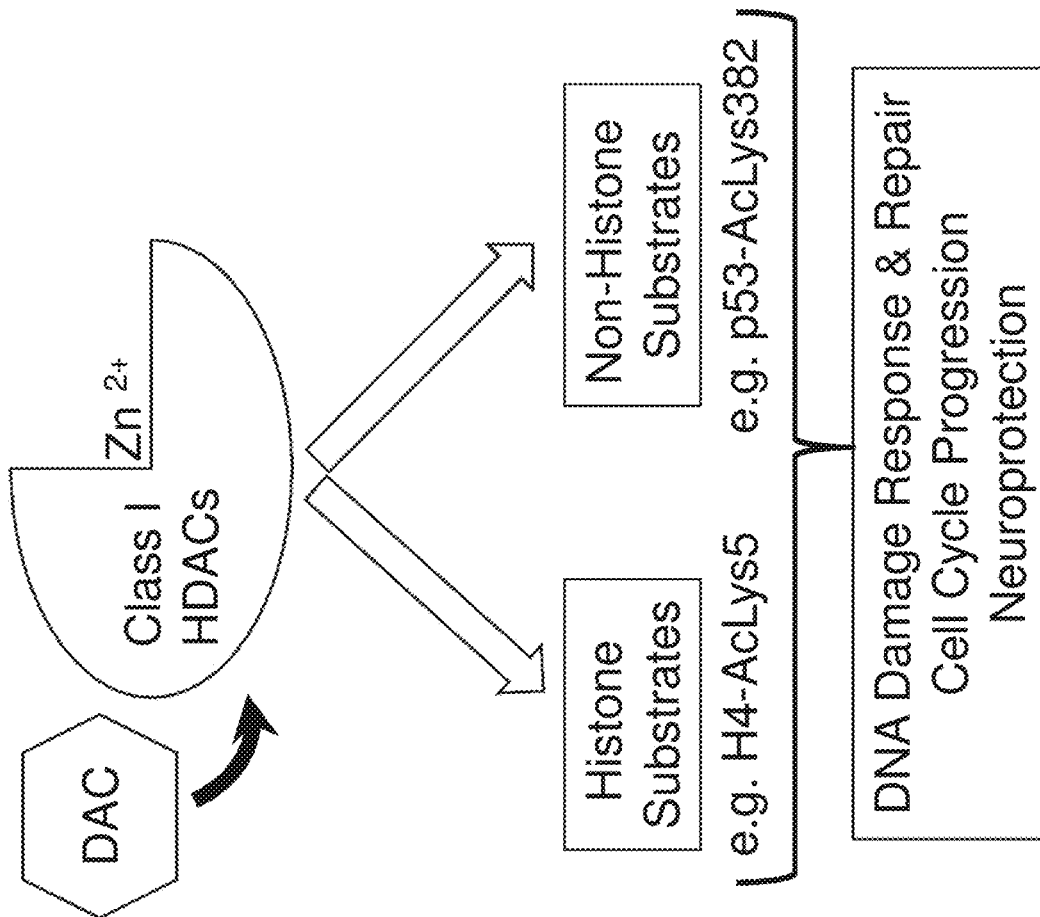 DAC
Class I
HDACs
Zn 2+
Histone
Substrates
e.g. H4-AcLys5
Non-Histone
Substrates
e.g. p53-AcLys382
DNA Damage Response & Repair
Cell Cycle Progression
Neuroprotection